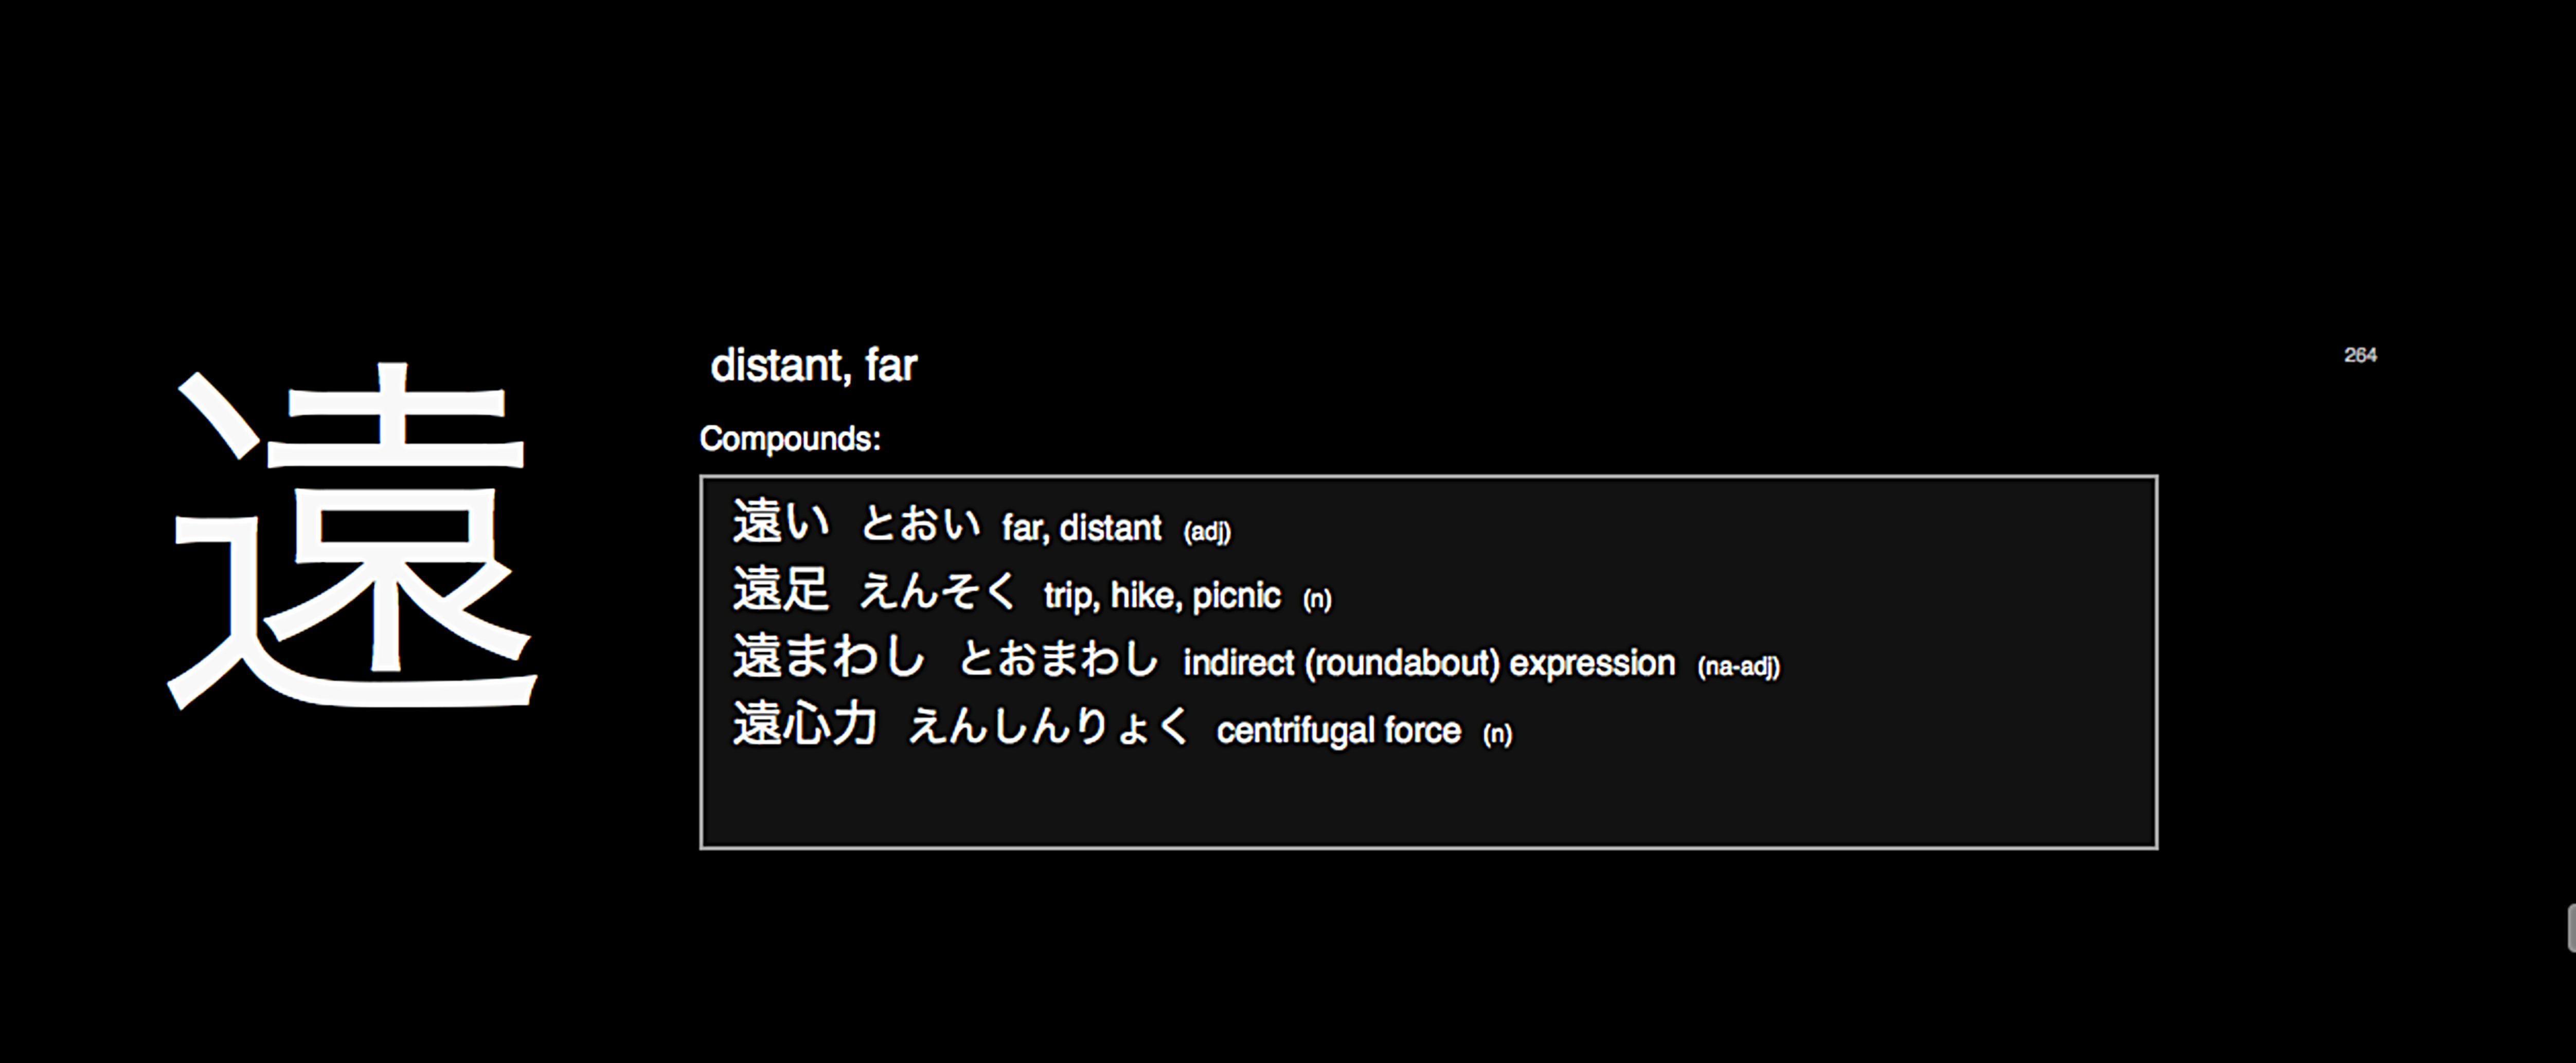 遠
distant, far
264
Compounds:
遠い とおい far, distant (adj)
遠足 えんそく trip, hike, picnic (n)
遠まわし とおまわし indirect (roundabout) expression (na-adj)
遠心力 えんしんりょく centrifugal force (n)